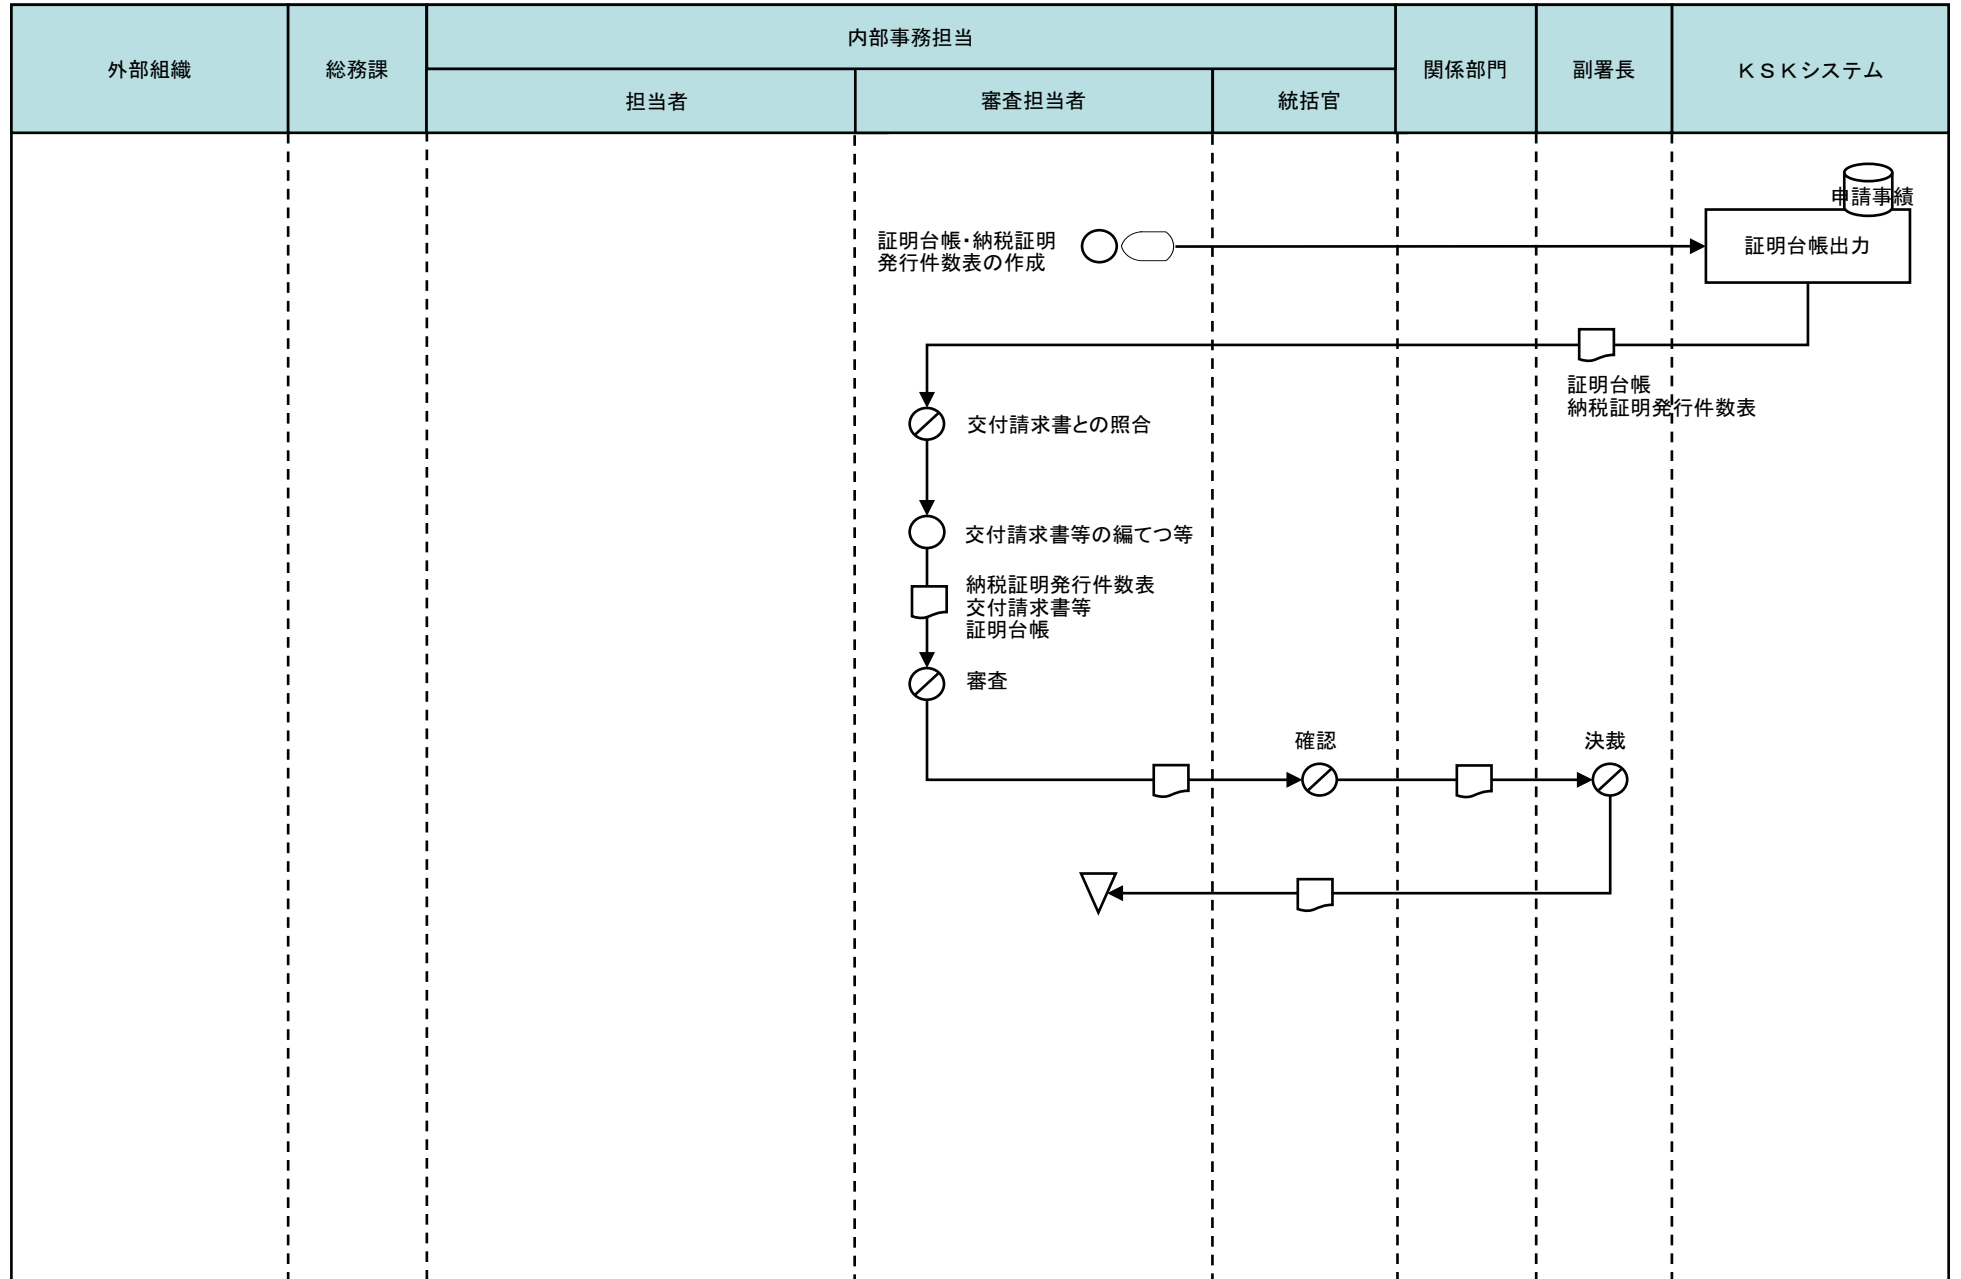 外部組織
総務課
内部事務担当
担当者
審査担当者
統括官
関係部門
副署長
ＫＳＫシステム
申請事績
証明台帳・納税証明
発行件数表の作成
証明台帳出力
証明台帳
納税証明発行件数表
交付請求書との照合
交付請求書等の編てつ等
納税証明発行件数表
交付請求書等
証明台帳
審査
確認
決裁